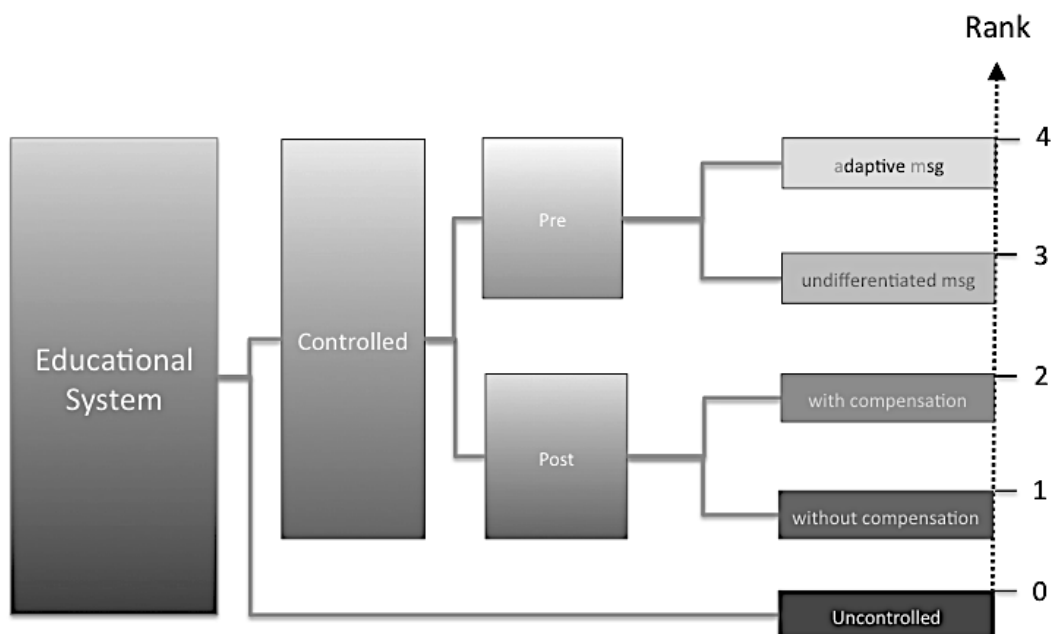 Rank
4
adaptive msg
Pre
3
undifferentiated msg
Controlled
Educational
System
2
with compensation
Post
1
without compensation
0
Uncontrolled